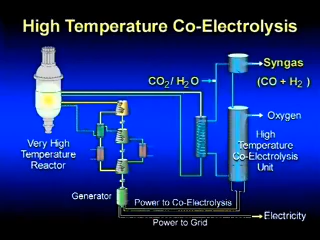 High Temperature Co-Electrolysis
CO2 / H2O
Syngas
(CO + H2 )
Oxygen
Very High
Temperature
Reactor
High
Temperature
Co-Electrolysis
Unit
Generator
Power to Co-Electrolysis
Electricity
Power to Grid